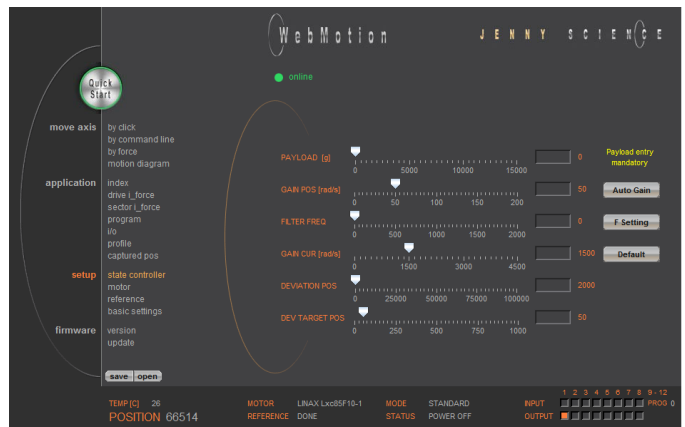 WebMotion
JENNY SCIENCE
online
Quick
Start
move axis
by click
by command line
by force
motion diagram
application
index
drive i_force
sector i_force
program
i/o
profile
captured pos
setup
state controller
motor
reference
basic settings
firmware
version
update
save open
PAYLOAD [g]
0 5000 10000 15000
0
Payload entry
mandatory
GAIN POS [rad/s]
0 50 100 150 200
50
Auto Gain
FILTER FREQ
0 500 1000 1500 2000
0
F Setting
GAIN CUR [rad/s]
0 1500 3000 4500
1500
Default
DEVIATION POS
0 25000 50000 75000 100000
2000
DEV TARGET POS
0 250 500 750 1000
50
TEMP [C] 26
POSITION 66514
MOTOR LINAX Lxc85F10-1
REFERENCE DONE
MODE STANDARD
STATUS POWER OFF
1 2 3 4 5 6 7 8 9-12
INPUT PROG 0
OUTPUT